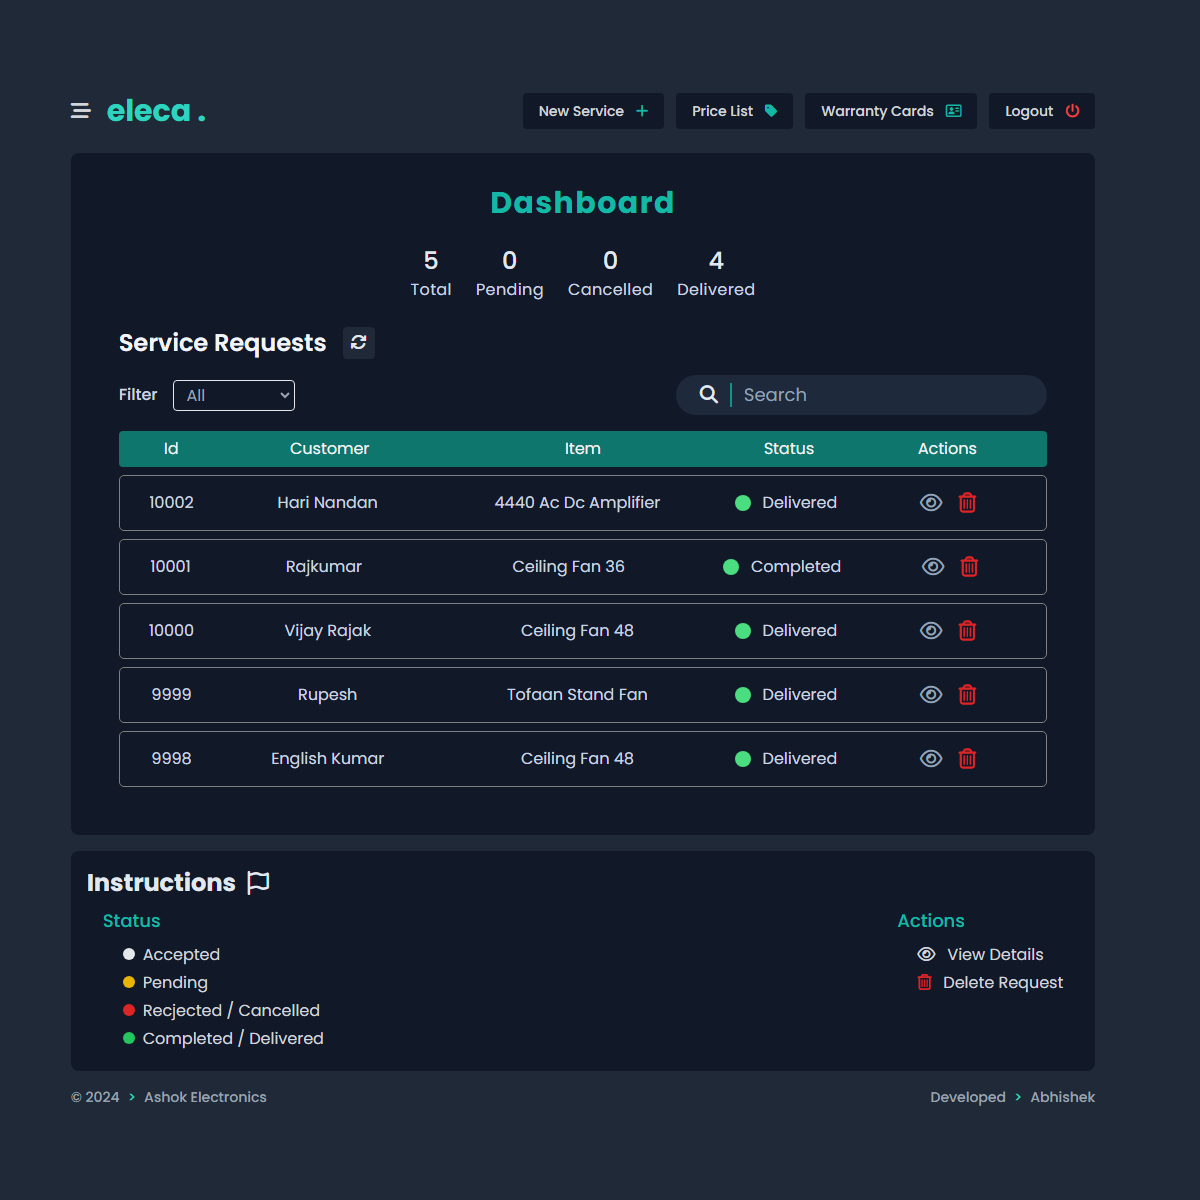 eleca .
New Service
Price List
Warranty Cards
Logout
Dashboard
5 0 0 4
Total Pending Cancelled Delivered
Service Requests
Filter All Search
Id Customer Item Status Actions
10002 Hari Nandan 4440 Ac Dc Amplifier Delivered
10001 Rajkumar Ceiling Fan 36 Completed
10000 Vijay Rajak Ceiling Fan 48 Delivered
9999 Rupesh Tofaan Stand Fan Delivered
9998 English Kumar Ceiling Fan 48 Delivered
Instructions
Status
Accepted
Pending
Recjected / Cancelled
Completed / Delivered
Actions
View Details
Delete Request
© 2024 > Ashok Electronics
Developed > Abhishek